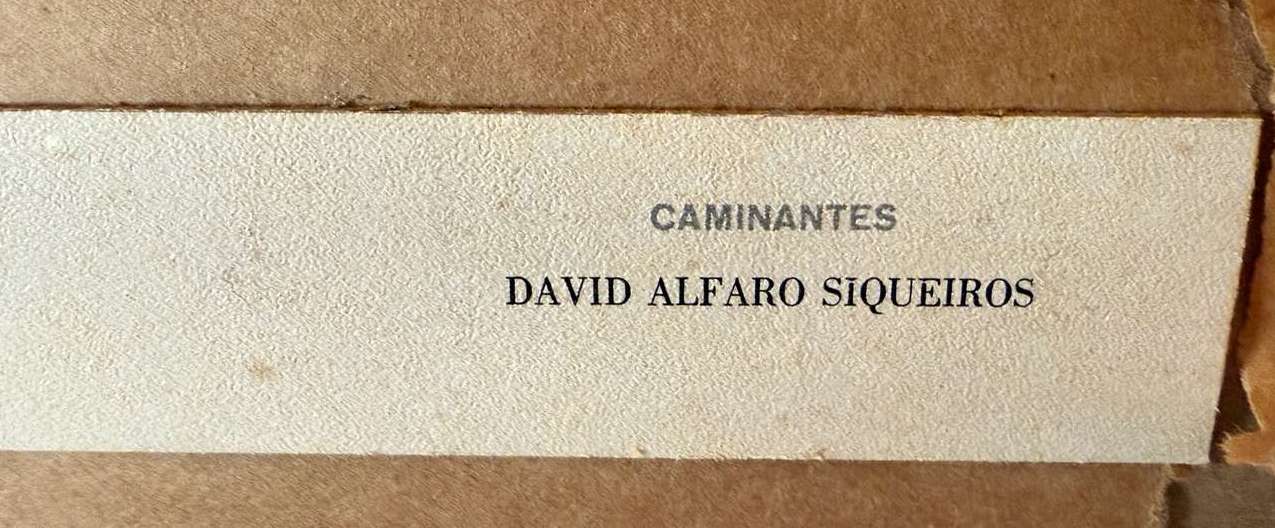 CAMINANTES
DAVID ALFARO SIQUEIROS